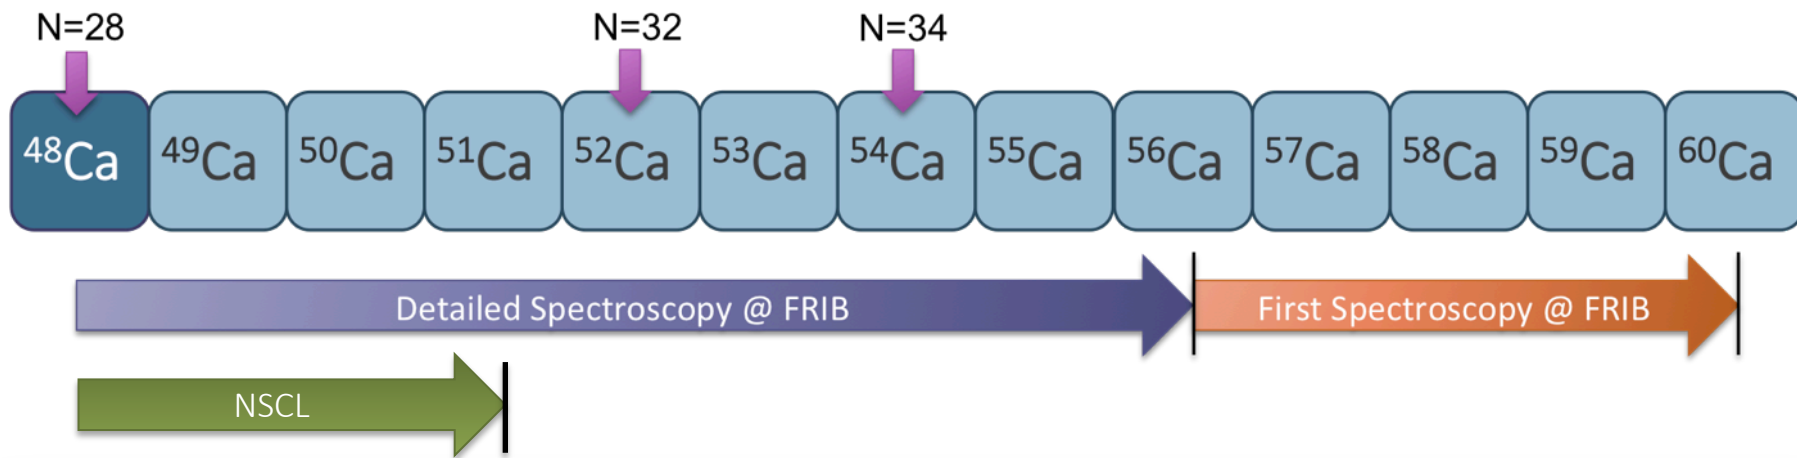 N=28 N=32 N=34
⁴⁸Ca ⁴⁹Ca ⁵⁰Ca ⁵¹Ca ⁵²Ca ⁵³Ca ⁵⁴Ca ⁵⁵Ca ⁵⁶Ca ⁵⁷Ca ⁵⁸Ca ⁵⁹Ca ⁶⁰Ca
Detailed Spectroscopy @ FRIB First Spectroscopy @ FRIB
NSCL